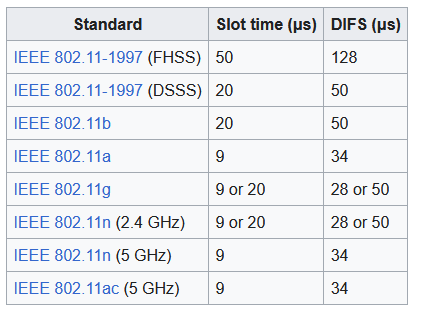 Standard Slot time (µs) DIFS (µs)
IEEE 802.11-1997 (FHSS) 50 128
IEEE 802.11-1997 (DSSS) 20 50
IEEE 802.11b 20 50
IEEE 802.11a 9 34
IEEE 802.11g 9 or 20 28 or 50
IEEE 802.11n (2.4 GHz) 9 or 20 28 or 50
IEEE 802.11n (5 GHz) 9 34
IEEE 802.11ac (5 GHz) 9 34